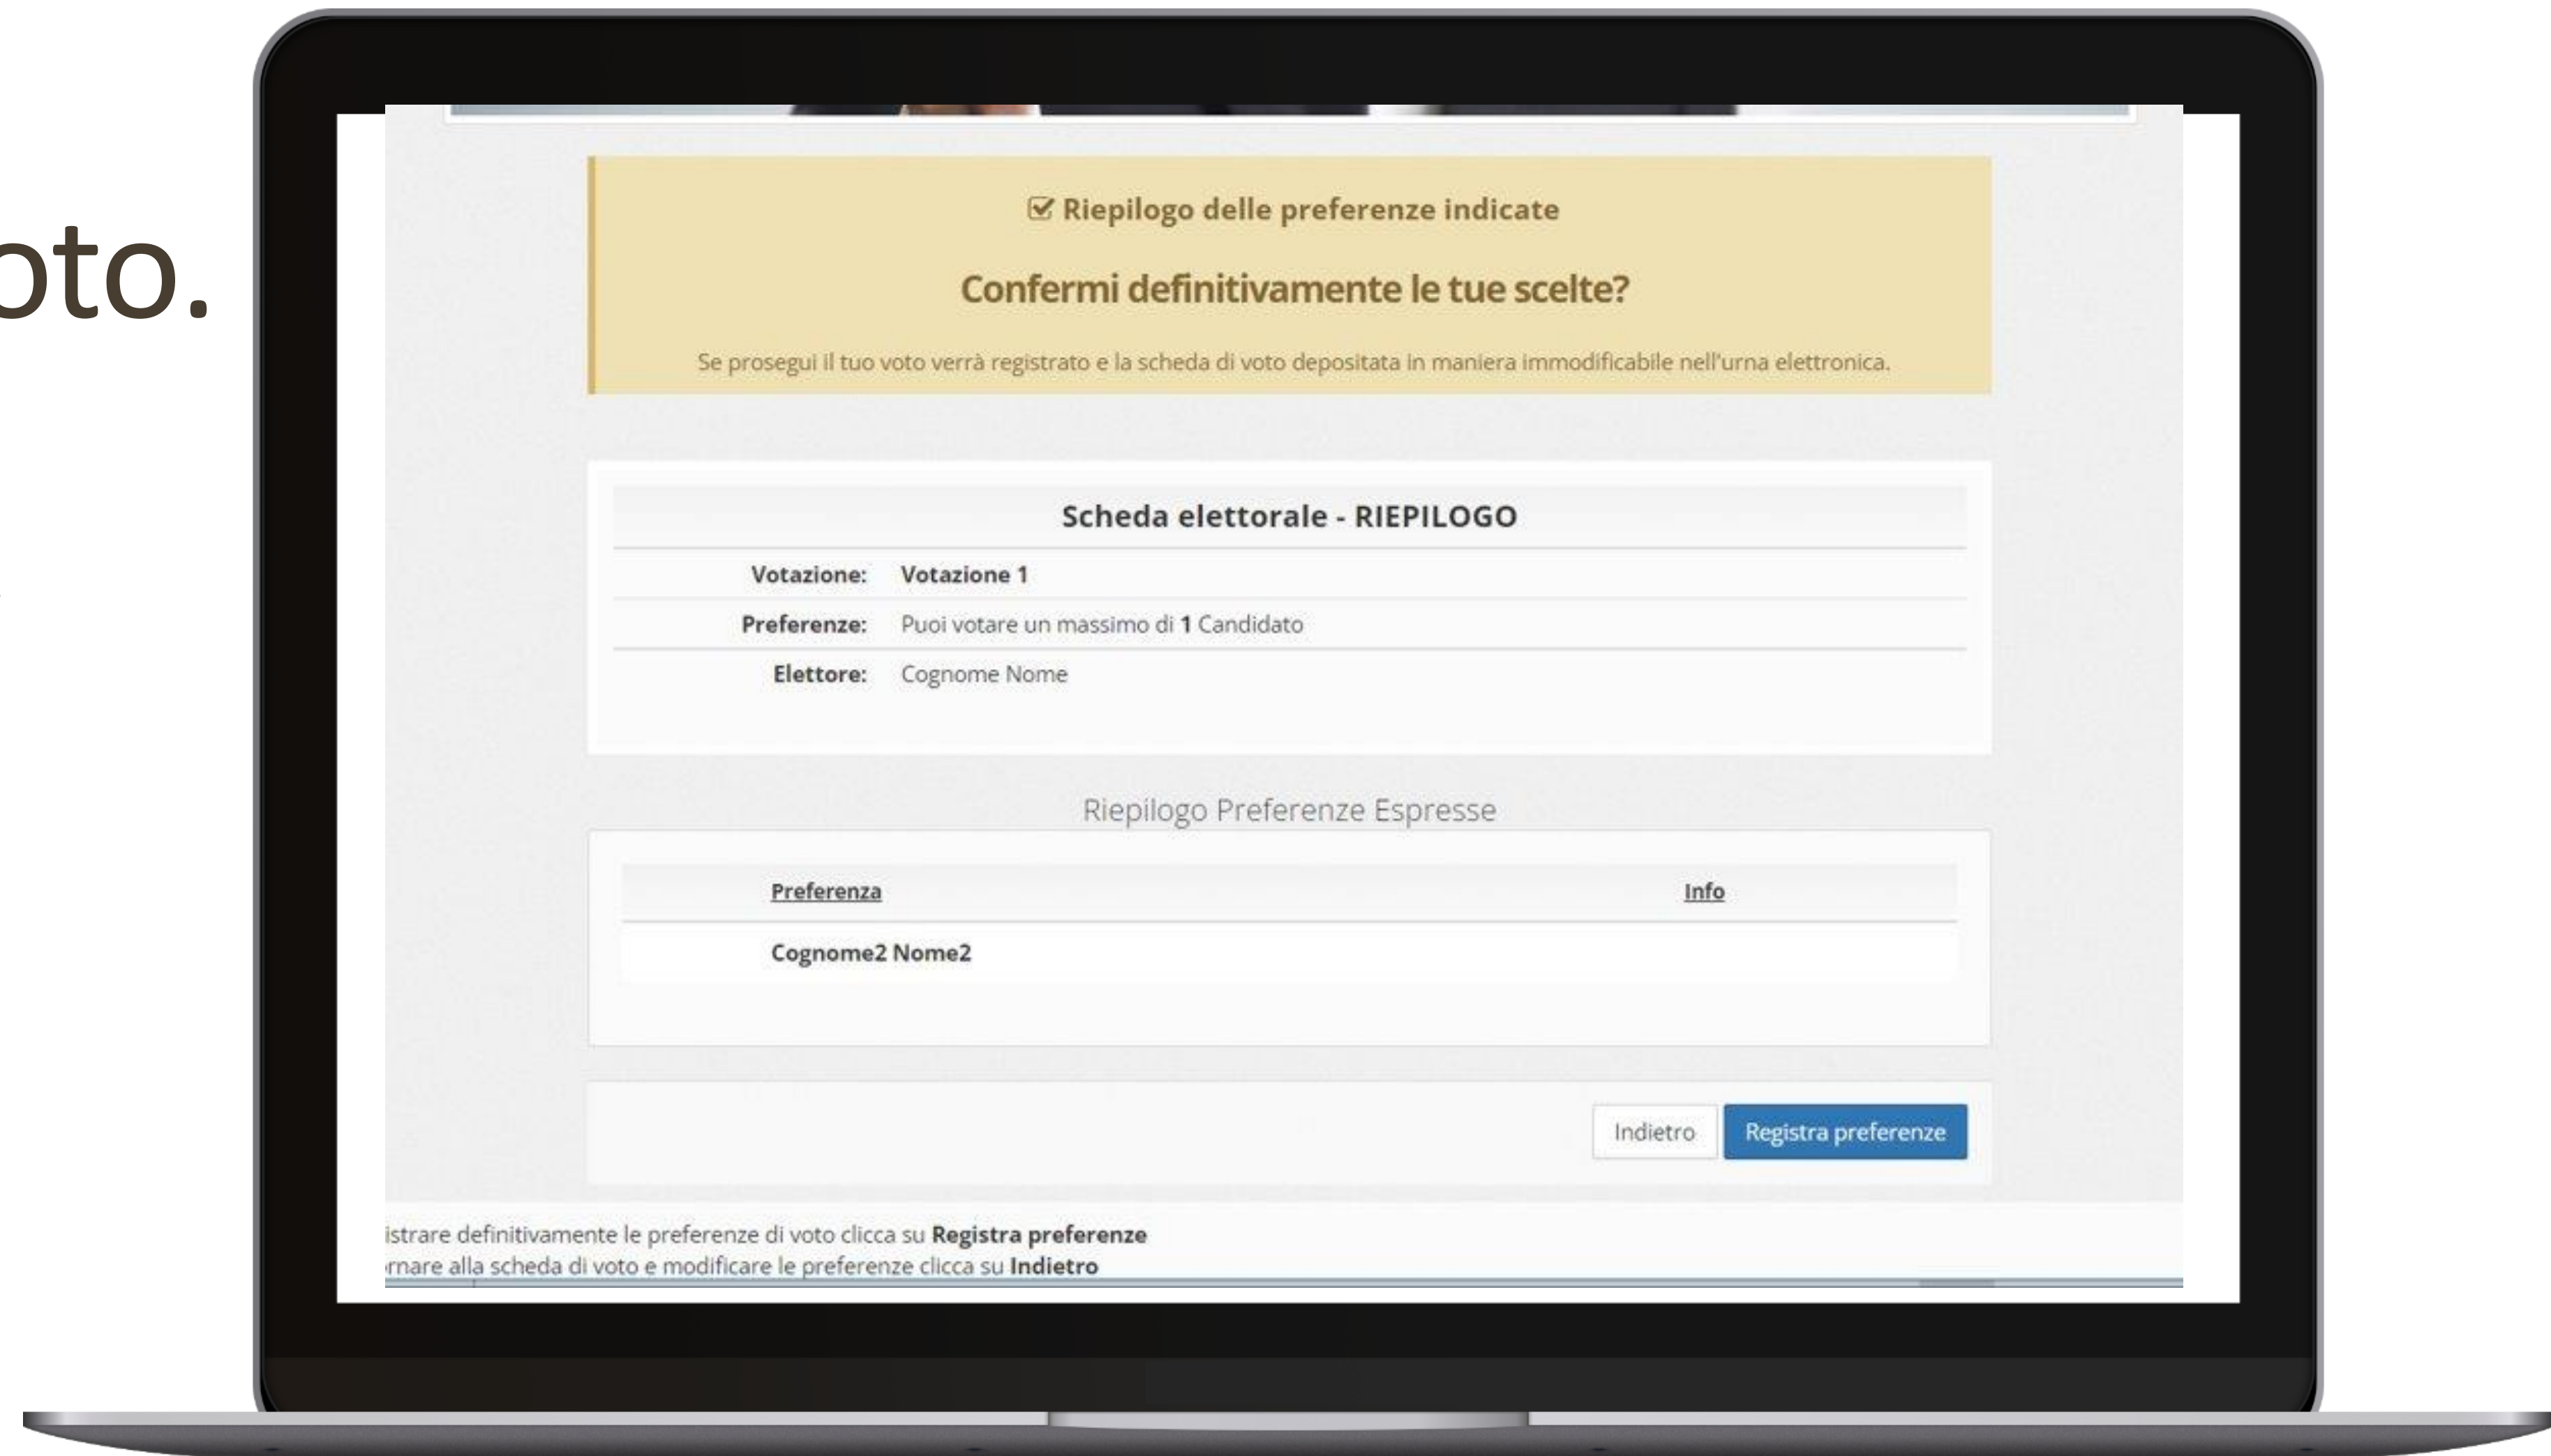 oto.
Riepilogo delle preferenze indicate
Confermi definitivamente le tue scelte?
Se prosegui il tuo voto verrà registrato e la scheda di voto depositata in maniera immodificabile nell'urna elettronica.
Scheda elettorale - RIEPILOGO
Votazione: Votazione 1
Preferenze: Puoi votare un massimo di 1 Candidato
Elettore: Cognome Nome
Riepilogo Preferenze Espresse
Preferenza Info
Cognome2 Nome2
Indietro Registra preferenze
istrare definitivamente le preferenze di voto clicca su Registra preferenze
rnare alla scheda di voto e modificare le preferenze clicca su Indietro